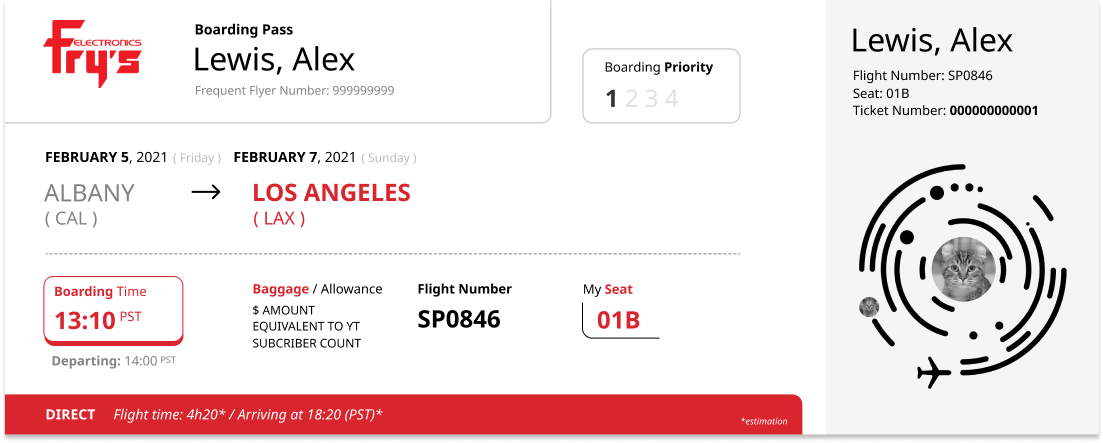 Fry's
ELECTRONICS
Boarding Pass
Lewis, Alex
Frequent Flyer Number: 999999999
Boarding Priority
1 2 3 4
FEBRUARY 5, 2021 ( Friday ) FEBRUARY 7, 2021 ( Sunday )
ALBANY → LOS ANGELES
( CAL ) ( LAX )
Boarding Time
13:10 PST
Departing: 14:00 PST
Baggage / Allowance
$ AMOUNT
EQUIVALENT TO YT
SUBCRIBER COUNT
Flight Number
SP0846
My Seat
01B
DIRECT Flight time: 4h20* / Arriving at 18:20 (PST)*
*estimation
Lewis, Alex
Flight Number: SP0846
Seat: 01B
Ticket Number: 000000000001